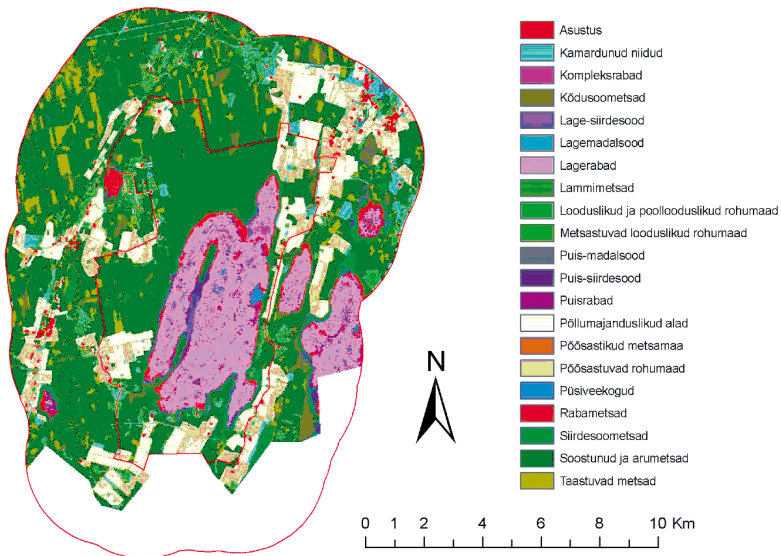 Asustus
Kamardunud niidud
Kompleksrabad
Kõdusoometsad
Lage-siirdesood
Lagemadalsood
Lagerabad
Lammimetsad
Looduslikud ja poollooduslikud rohumaad
Metsastuvad looduslikud rohumaad
Puis-madalsood
Puis-siirdesood
Puisrabad
Põllumajanduslikud alad
Põõsastikud metsamaa
Põõsastuvad rohumaad
Püsiveekogud
Rabametsad
Siirdesoometsad
Soostunud ja arumetsad
Taastuvad metsad
N
0 1 2 4 6 8 10 Km